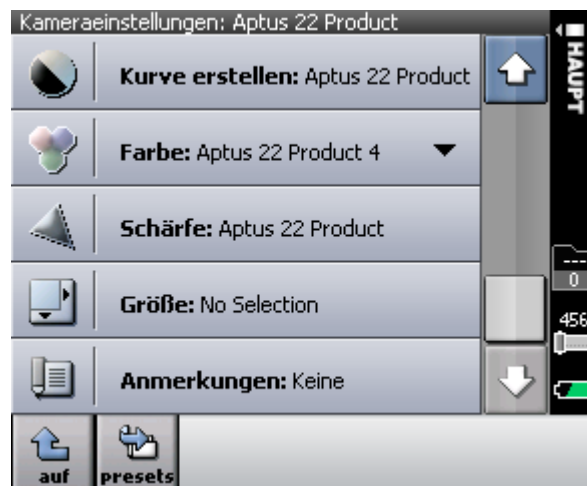 Kameraeinstellungen: Aptus 22 Product
Kurve erstellen: Aptus 22 Product
Farbe: Aptus 22 Product 4
Schärfe: Aptus 22 Product
Größe: No Selection
Anmerkungen: Keine
HAUPT
---
0
456
auf
presets